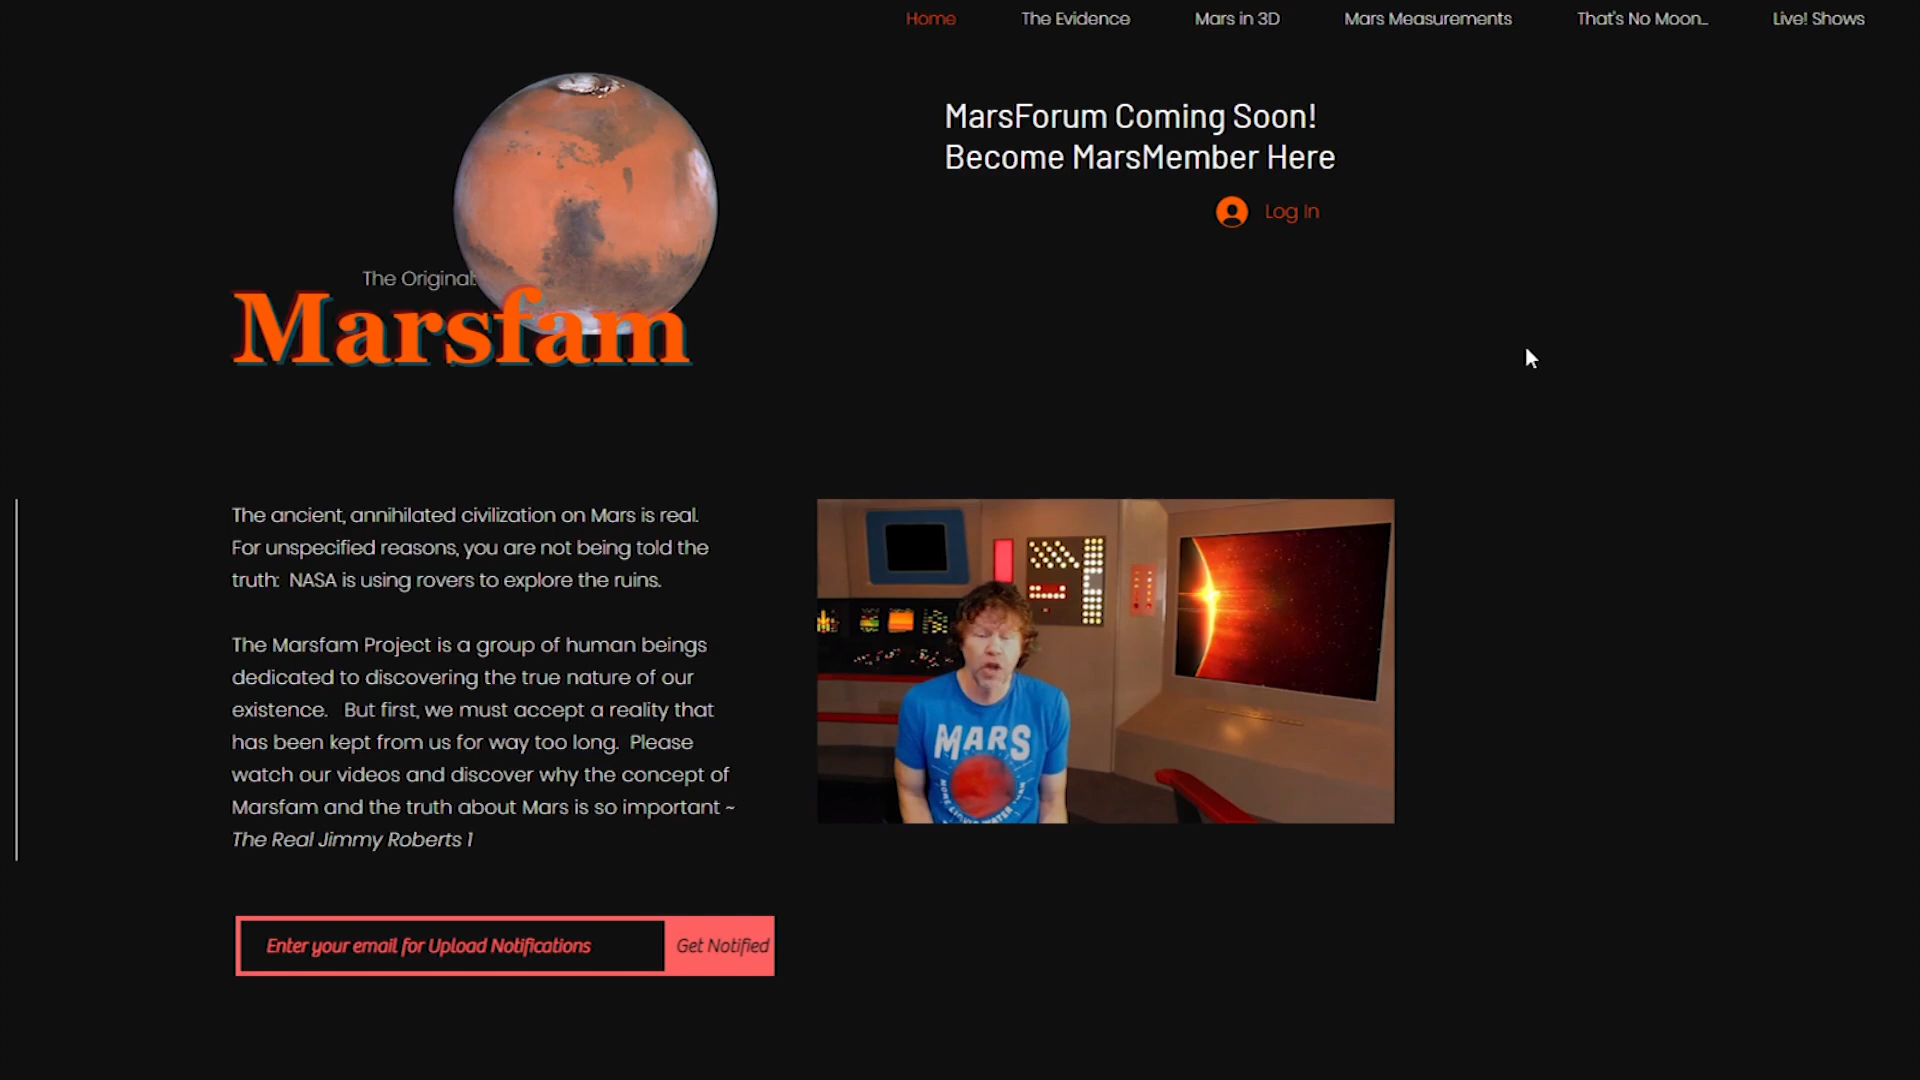 Home The Evidence Mars in 3D Mars Measurements That's No Moon... Live! Shows
MarsForum Coming Soon!
Become MarsMember Here
Log In
The Original:
Marsfam
The ancient, annihilated civilization on Mars is real.
For unspecified reasons, you are not being told the
truth: NASA is using rovers to explore the ruins.
The Marsfam Project is a group of human beings
dedicated to discovering the true nature of our
existence. But first, we must accept a reality that
has been kept from us for way too long. Please
watch our videos and discover why the concept of
Marsfam and the truth about Mars is so important ~
The Real Jimmy Roberts 1
MARS
MORE LIQUID WATER THAN
Enter your email for Upload Notifications
Get Notified